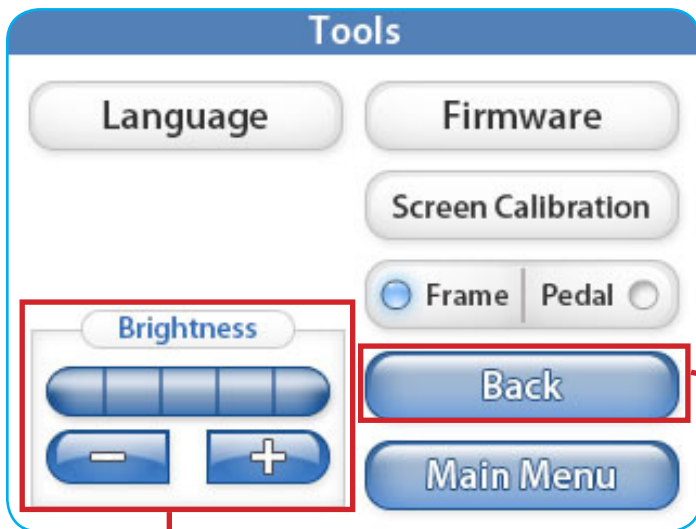 Tools
Language
Firmware
Screen Calibration
Frame Pedal
Brightness
Back
− +
Main Menu